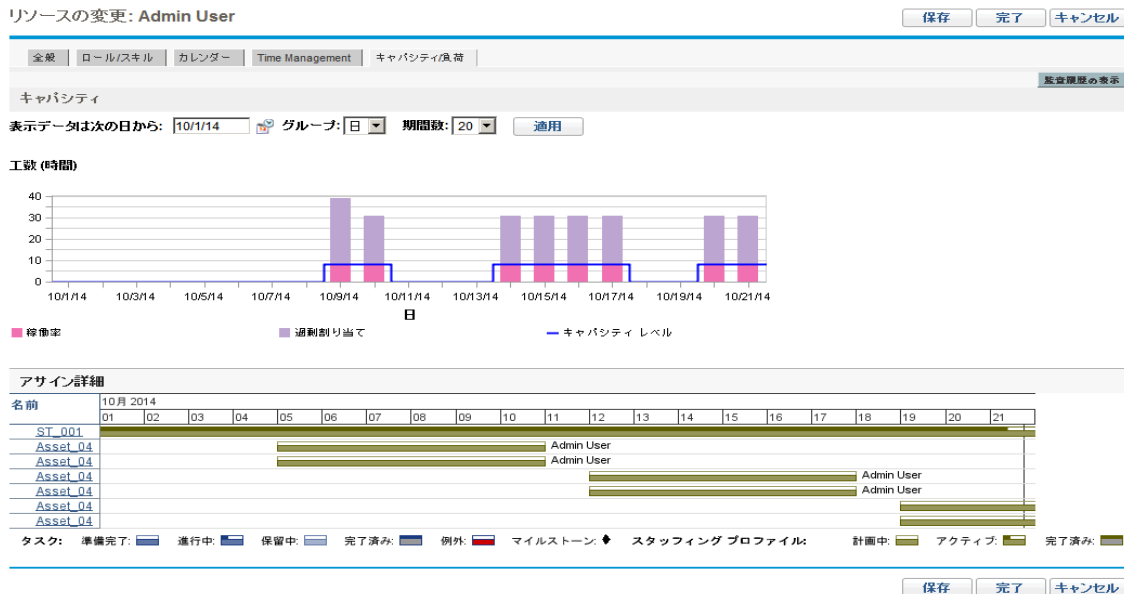 リソースの変更: Admin User
保存 完了 キャンセル
全般 ロール/スキル カレンダー Time Management キャパシティ/負荷
監査履歴の表示
キャパシティ
表示データは次の日から: 10/1/14 グループ: 日 期間数: 20 適用
工数 (時間)
40
30
20
10
0
10/1/14 10/3/14 10/5/14 10/7/14 10/9/14 10/11/14 10/13/14 10/15/14 10/17/14 10/19/14 10/21/14
日
稼働率 過剰割り当て キャパシティ レベル
アサイン詳細
名前 10月 2014
01 02 03 04 05 06 07 08 09 10 11 12 13 14 15 16 17 18 19 20 21
ST_001
Asset_04 Admin User
Asset_04 Admin User
Asset_04 Admin User
Asset_04 Admin User
Asset_04
Asset_04
タスク: 準備完了: 進行中: 保留中: 完了済み: 例外: マイルストーン: スタッフィング プロファイル: 計画中: アクティブ: 完了済み:
保存 完了 キャンセル